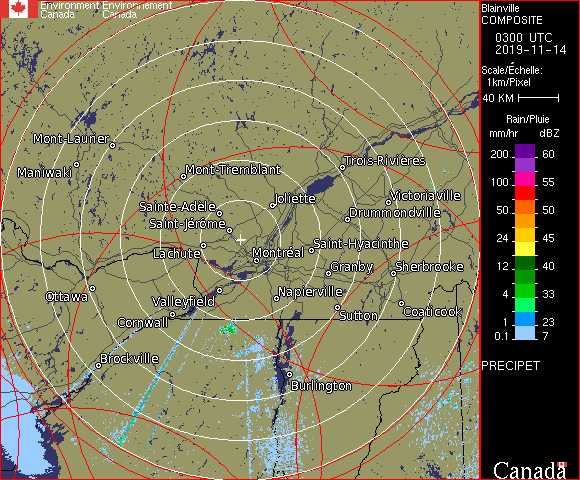 Environment Environnement
Canada Canada
Blainville
COMPOSITE
0300 UTC
2019-11-14
Scale/Échelle:
1km/Pixel
40 KM
Rain/Pluie
mm/hr dBZ
200 60
100 55
50 50
24 45
12 40
4 33
1 23
0.1 7
PRECIPET
Canada
Mont-Laurier
Maniwaki
Mont-Tremblant
Trois-Rivières
Joliette
Victoriaville
Sainte-Adèle
Drummondville
Saint-Jérôme
Saint-Hyacinthe
Lachute
Montréal
Granby
Sherbrooke
Ottawa
Valleyfield
Napierville
Sutton
Coaticook
Cornwall
Brockville
Burlington